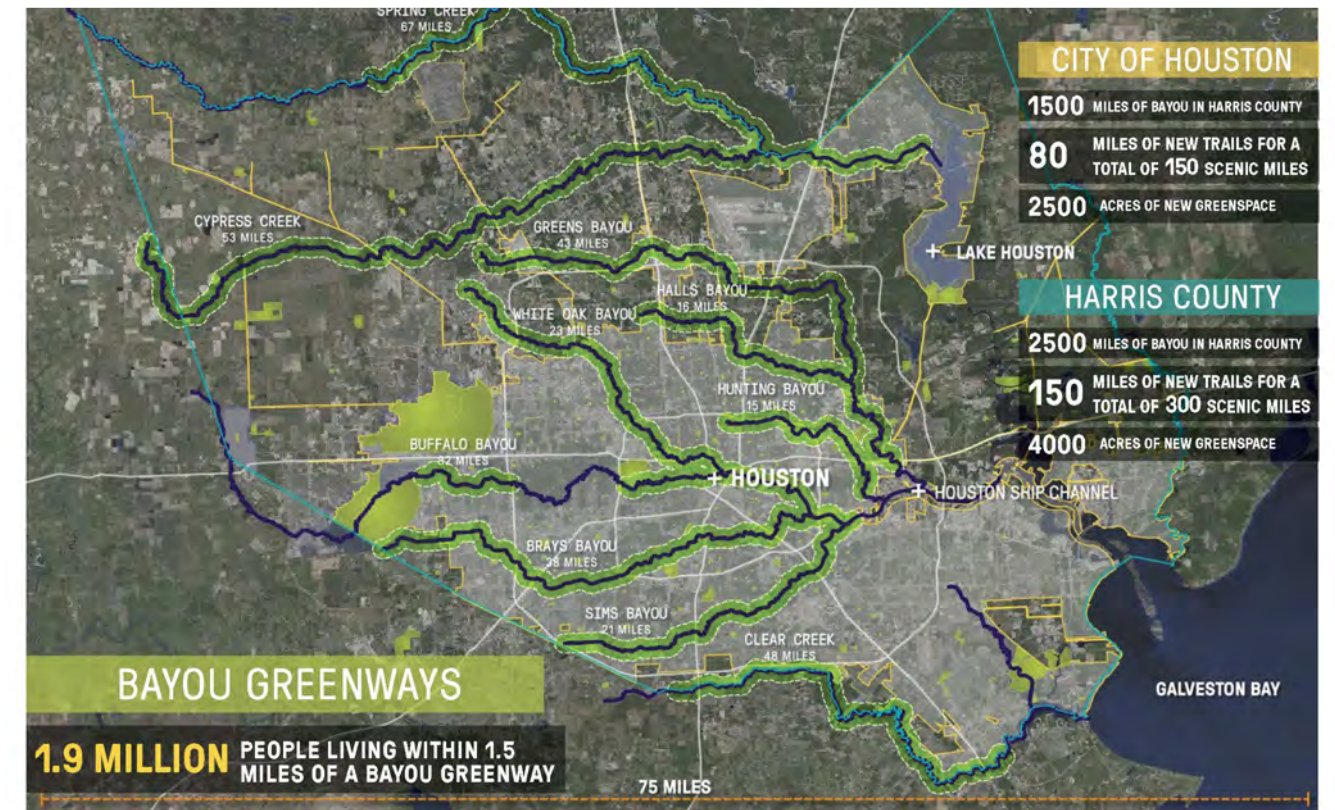 SPRING CREEK
67 MILES
CITY OF HOUSTON
1500 MILES OF BAYOU IN HARRIS COUNTY
80 MILES OF NEW TRAILS FOR A
TOTAL OF 150 SCENIC MILES
2500 ACRES OF NEW GREENSPACE
CYPRESS CREEK
53 MILES
GREENS BAYOU
43 MILES
LAKE HOUSTON
HALLS BAYOU
16 MILES
WHITE OAK BAYOU
23 MILES
HARRIS COUNTY
2500 MILES OF BAYOU IN HARRIS COUNTY
150 MILES OF NEW TRAILS FOR A
TOTAL OF 300 SCENIC MILES
4000 ACRES OF NEW GREENSPACE
HUNTING BAYOU
15 MILES
BUFFALO BAYOU
MILES
HOUSTON
HOUSTON SHIP CHANNEL
BRAYS BAYOU
38 MILES
SIMS BAYOU
21 MILES
CLEAR CREEK
48 MILES
BAYOU GREENWAYS
GALVESTON BAY
1.9 MILLION PEOPLE LIVING WITHIN 1.5
MILES OF A BAYOU GREENWAY
75 MILES